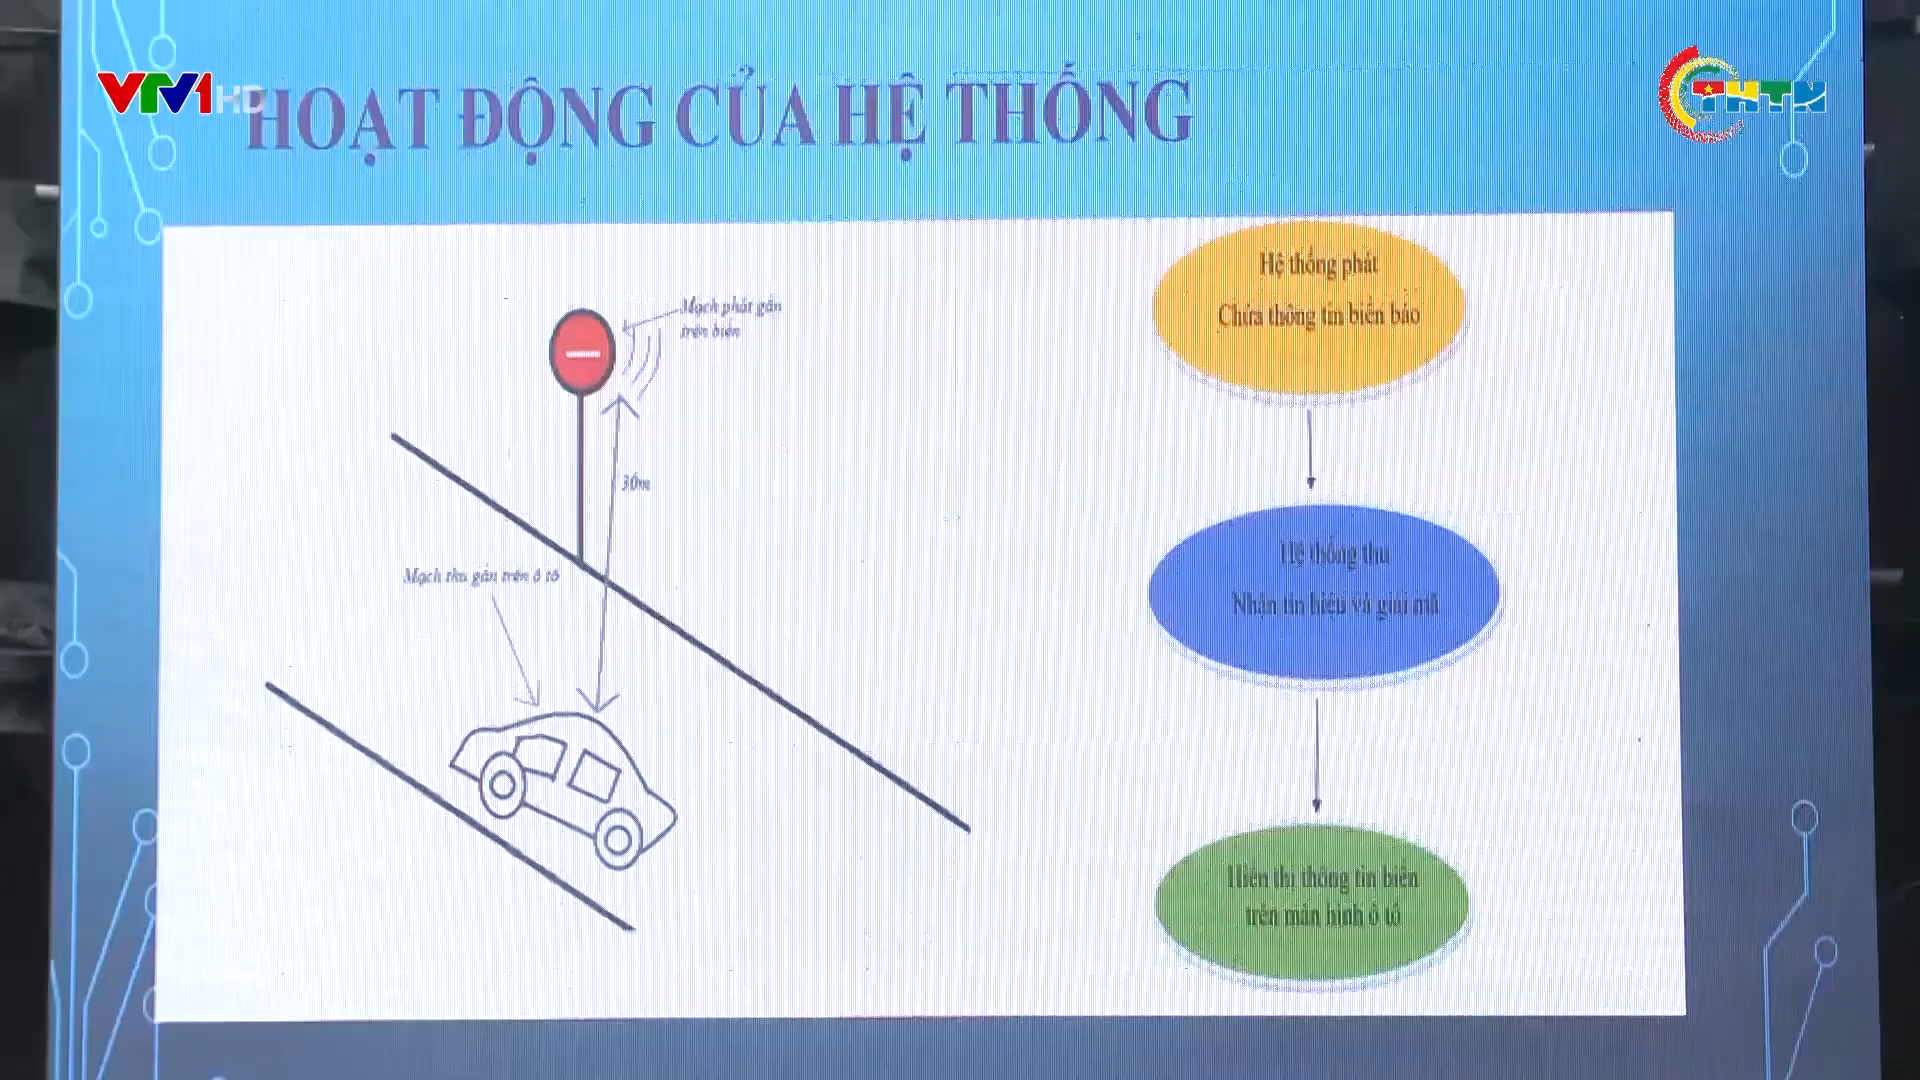 VTV1 HD
THTN
HOẠT ĐỘNG CỦA HỆ THỐNG
Mạch phát gắn
trên biển
30m
Mạch thu gắn trên ô tô
Hệ thống phát
Chứa thông tin biển báo
Hệ thống thu
Nhận tín hiệu và giải mã
Hiển thị thông tin biển
trên màn hình ô tô